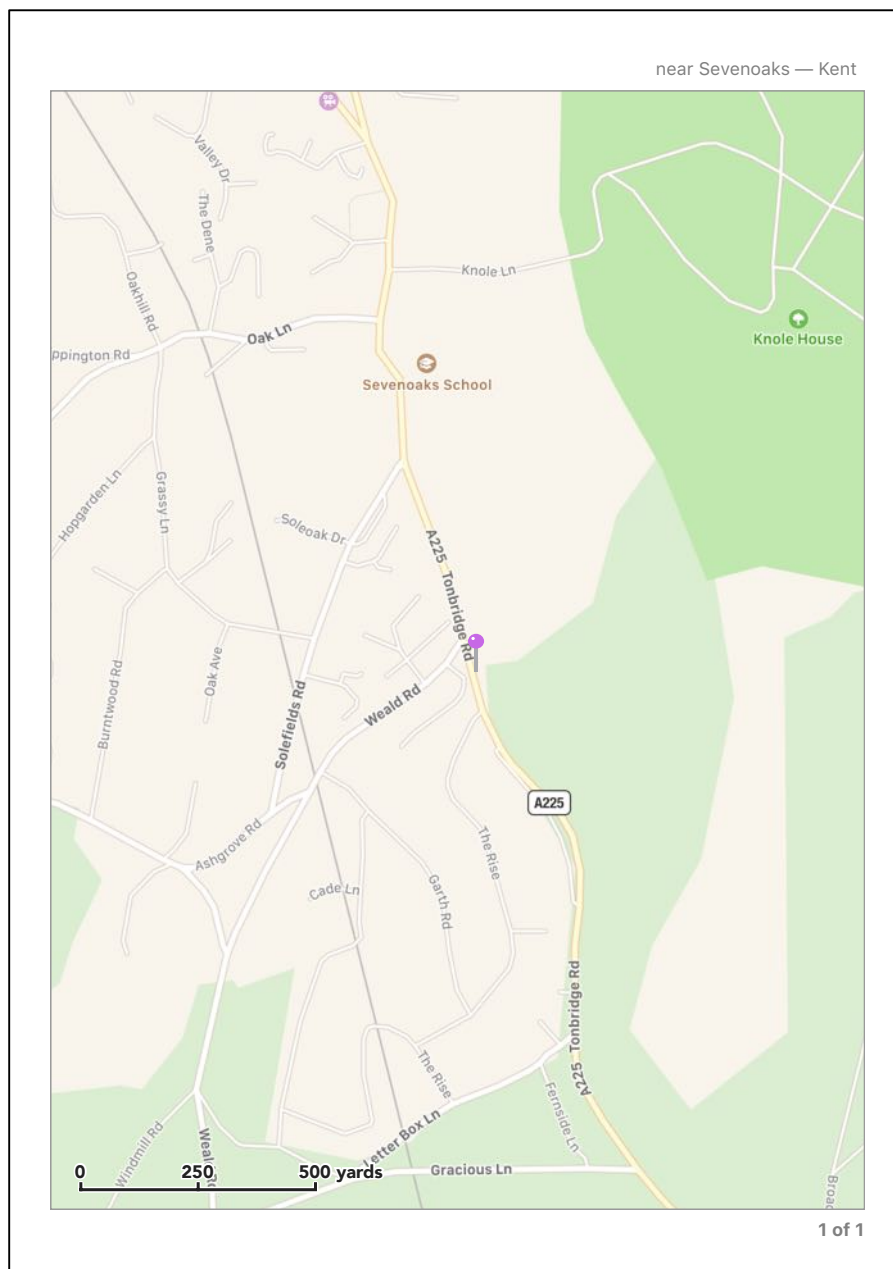 near Sevenoaks — Kent
Valley Dr
The Dene
Knole Ln
Oakhill Rd
Oak Ln
Knole House
ppington Rd
Sevenoaks School
Hopgarden Ln
Grassy Ln
Soleoak Dr
A225 Tonbridge Rd
Burntwood Rd
Oak Ave
Solefields Rd
Weald Rd
A225
Ashgrove Rd
The Rise
Cade Ln
Garth Rd
A225 Tonbridge Rd
The Rise
Fernside Ln
Letter Box Ln
Windmill Rd
Weald Rd
Gracious Ln
Broad
0 250 500 yards
1 of 1